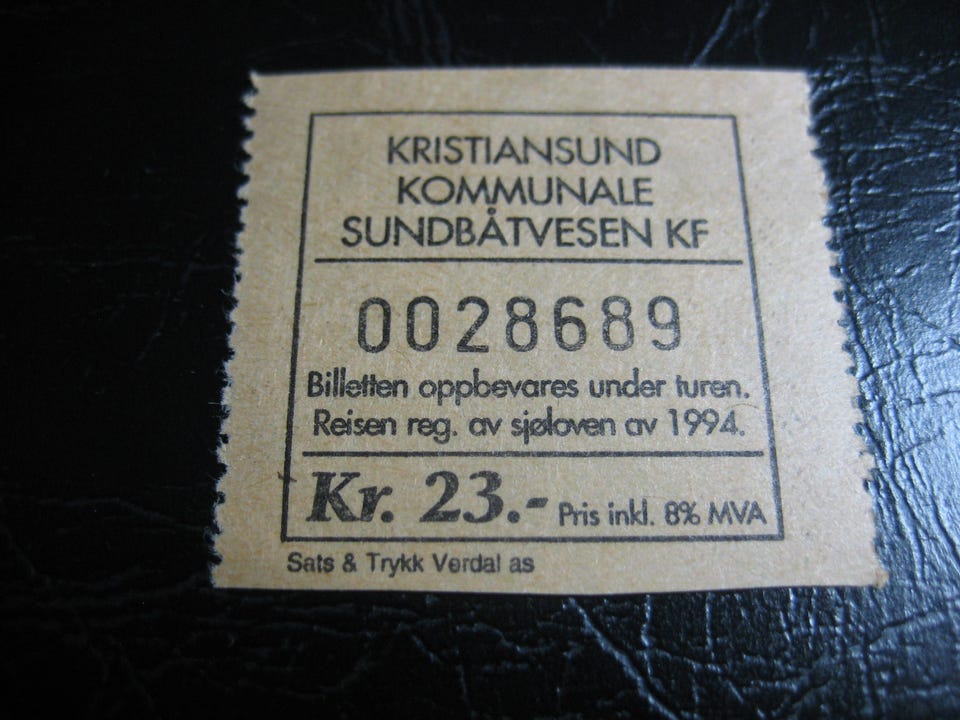 KRISTIANSUND
KOMMUNALE
SUNDBÅTVESEN KF
0028689
Billetten oppbevares under turen.
Reisen reg. av sjøloven av 1994.
Kr. 23.- Pris inkl. 8% MVA
Sats & Trykk Verdal as